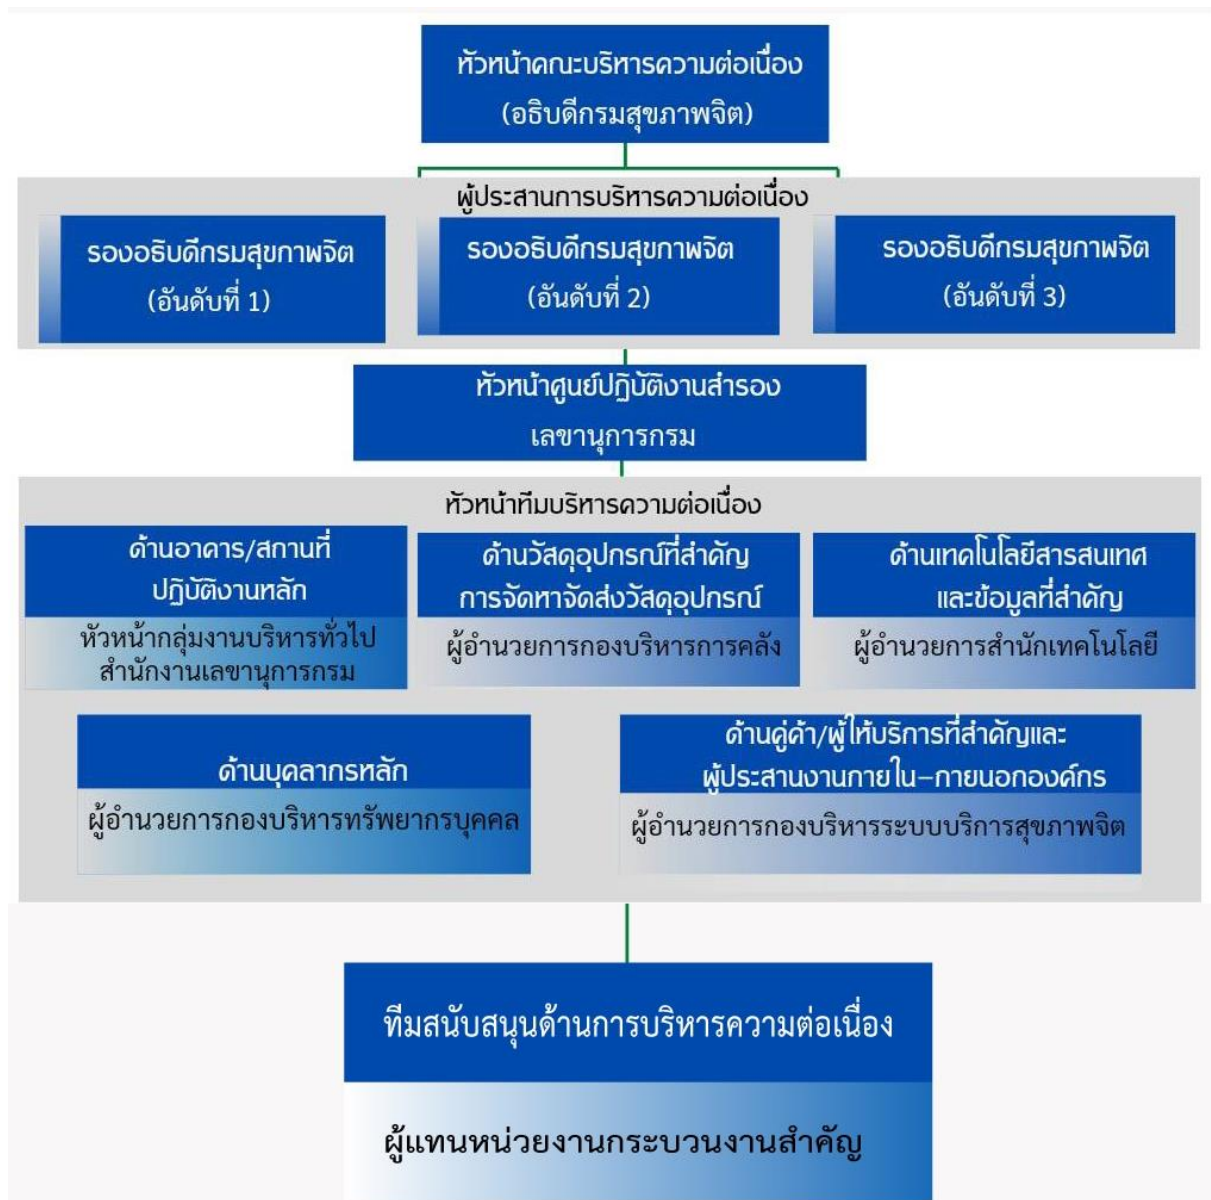 หัวหน้าคณะบริหารความต่อเนื่อง
(อธิบดีกรมสุขภาพจิต)
ผู้ประสานการบริหารความต่อเนื่อง
รองอธิบดีกรมสุขภาพจิต
(อันดับที่ 1)
รองอธิบดีกรมสุขภาพจิต
(อันดับที่ 2)
รองอธิบดีกรมสุขภาพจิต
(อันดับที่ 3)
หัวหน้าศูนย์ปฏิบัติงานสำรอง
เลขานุการกรม
หัวหน้าทีมบริหารความต่อเนื่อง
ด้านอาคาร/สถานที่
ปฏิบัติงานหลัก
หัวหน้ากลุ่มงานบริหารทั่วไป
สำนักงานเลขานุการกรม
ด้านวัสดุอุปกรณ์ที่สำคัญ
การจัดหาจัดส่งวัสดุอุปกรณ์
ผู้อำนวยการกองบริหารการคลัง
ด้านเทคโนโลยีสารสนเทศ
และข้อมูลที่สำคัญ
ผู้อำนวยการสำนักเทคโนโลยี
ด้านบุคลากรหลัก
ผู้อำนวยการกองบริหารทรัพยากรบุคคล
ด้านคู่ค้า/ผู้ให้บริการที่สำคัญและ
ผู้ประสานงานภายใน-ภายนอกองค์กร
ผู้อำนวยการกองบริหารระบบบริการสุขภาพจิต
ทีมสนับสนุนด้านการบริหารความต่อเนื่อง
ผู้แทนหน่วยงานกระบวนงานสำคัญ